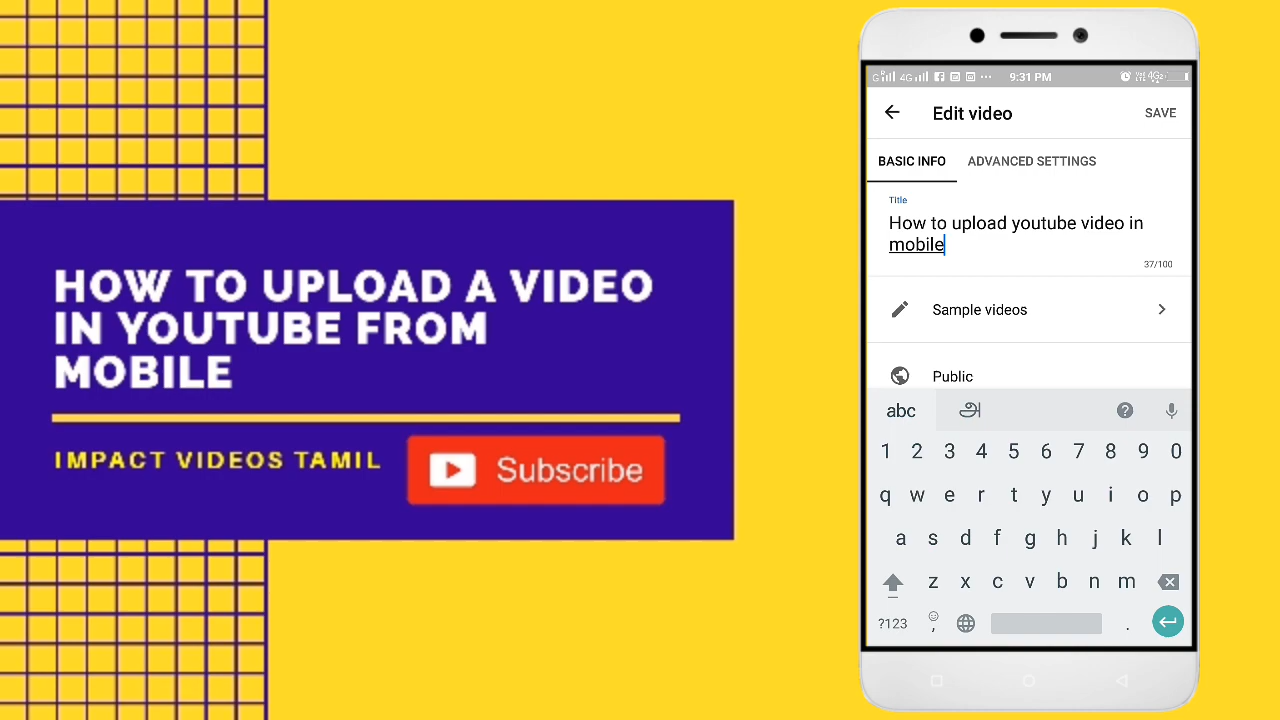 HOW TO UPLOAD A VIDEO
IN YOUTUBE FROM
MOBILE
IMPACT VIDEOS TAMIL
Subscribe
4G 9:31 PM 4G
Edit video SAVE
BASIC INFO ADVANCED SETTINGS
Title
How to upload youtube video in
mobile
37/100
Sample videos
Public
abc அ
1 2 3 4 5 6 7 8 9 0
q w e r t y u i o p
a s d f g h j k l
z x c v b n m
?123 , .